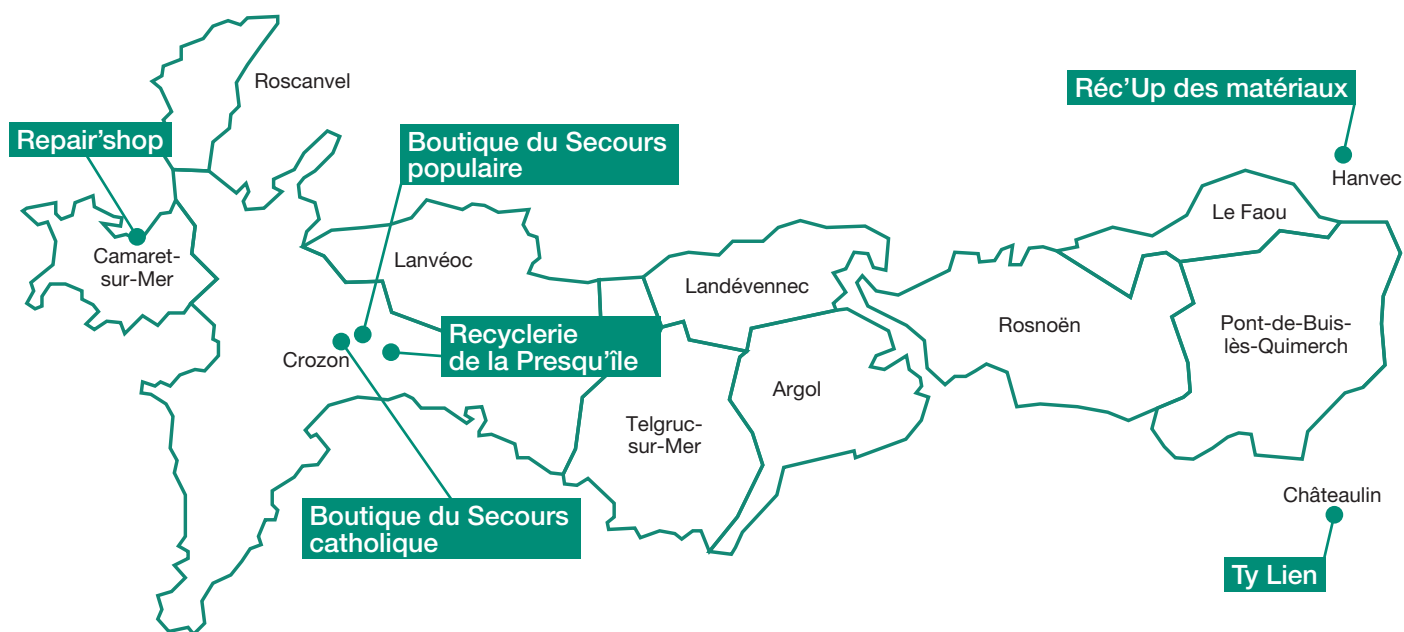 Roscanvel
Réc’Up des matériaux
Repair’shop
Boutique du Secours
populaire
Hanvec
Le Faou
Camaret-
sur-Mer
Lanvéoc
Landévennec
Rosnoën
Pont-de-Buis-
lès-Quimerch
Crozon
Recyclerie
de la Presqu’île
Argol
Telgruc-
sur-Mer
Boutique du Secours
catholique
Châteaulin
Ty Lien